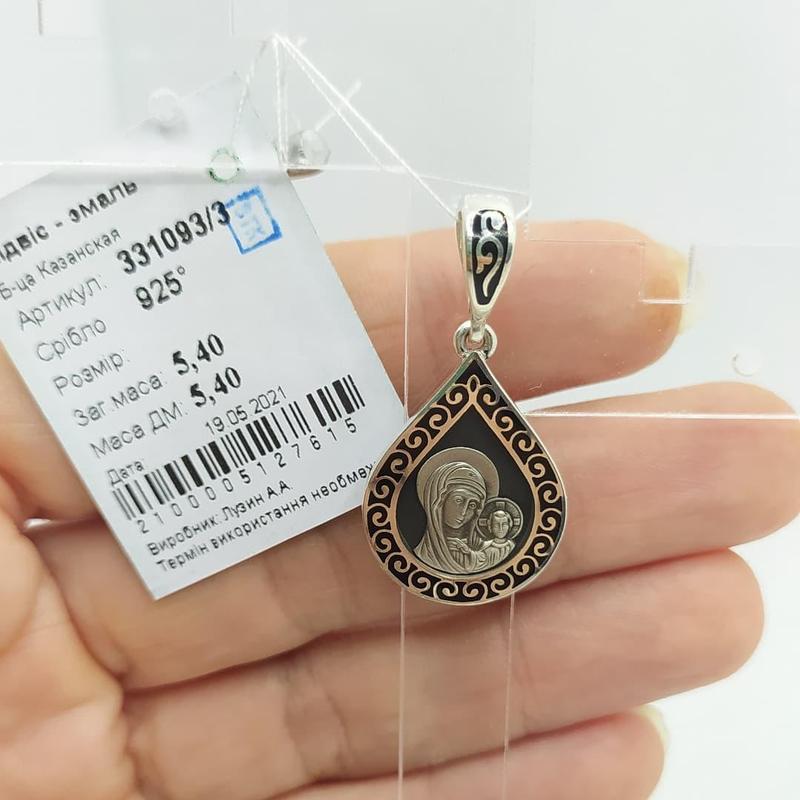 ідвіс - эмаль
Б-ца Казанская
Артикул: 331093/3
Срібло 925°
Розмір:
Заг.маса: 5,40
Маса ДМ: 5,40
Дата: 19.05.2021
2100005127615
Виробник: Лузин А.А.
Термін використання необмеж